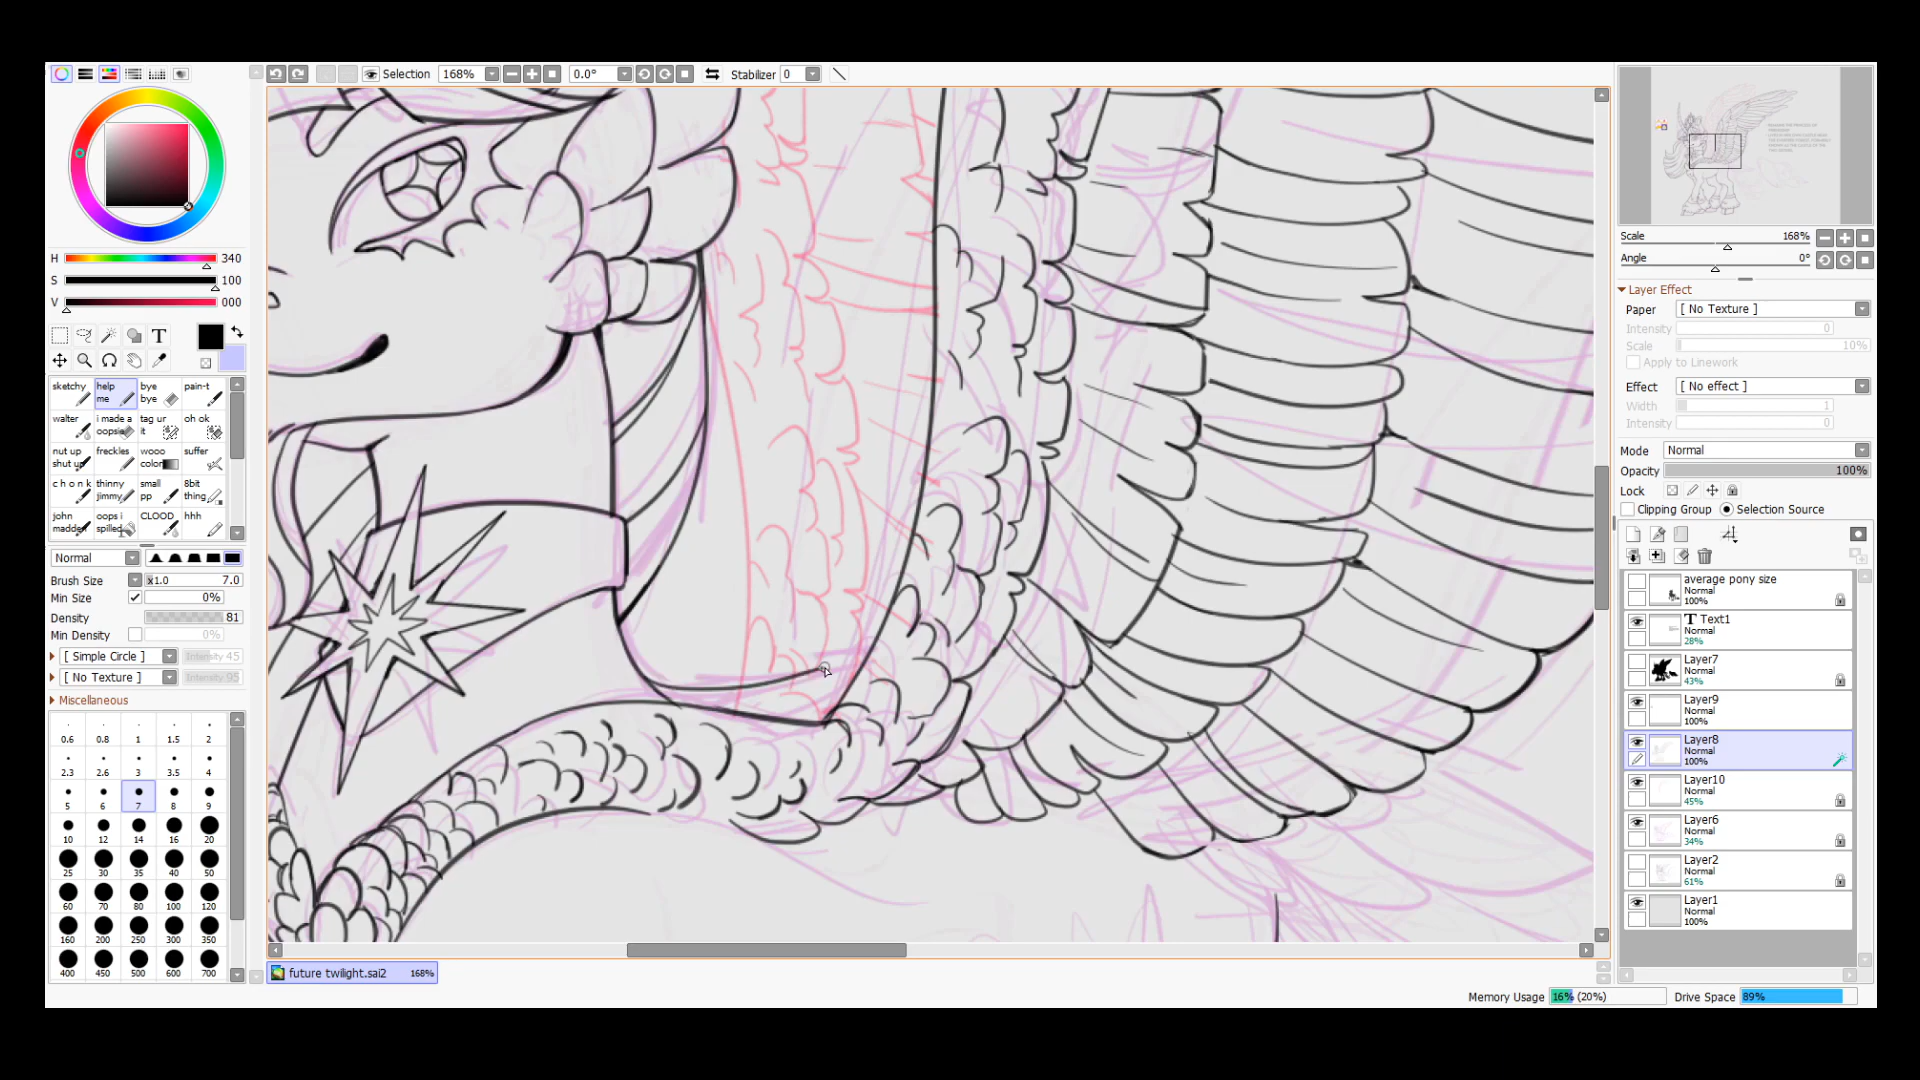 Selection 168% 0.0° Stabilizer 0
H 340
S 100
V 000
T
sketchy help me bye bye pain-t
walter i made a oopsie tag ur it oh ok
nut up shut up freckles wooo color suffer
c h o n k thinny jimmy small pp 8bit thing
john madden oops i spilled CLOOD hhh
Normal
Brush Size x1.0 7.0
Min Size 0%
Density 81
Min Density 0%
[ Simple Circle ] Intensity 45
[ No Texture ] Intensity 95
Miscellaneous
0.6 0.8 1 1.5 2
2.3 2.6 3 3.5 4
5 6 7 8 9
10 12 14 16 20
25 30 35 40 50
60 70 80 100 120
160 200 250 300 350
400 450 500 600 700
future twilight.sai2 168%
Scale 168%
Angle 0°
Layer Effect
Paper [ No Texture ]
Intensity 0
Scale 10%
Apply to Linework
Effect [ No effect ]
Width 1
Intensity 0
Mode Normal
Opacity 100%
Lock
Clipping Group Selection Source
average pony size
Normal
100%
T Text1
Normal
28%
Layer7
Normal
43%
Layer9
Normal
100%
Layer8
Normal
100%
Layer10
Normal
45%
Layer6
Normal
34%
Layer2
Normal
61%
Layer1
Normal
100%
Memory Usage 16% (20%) Drive Space 89%